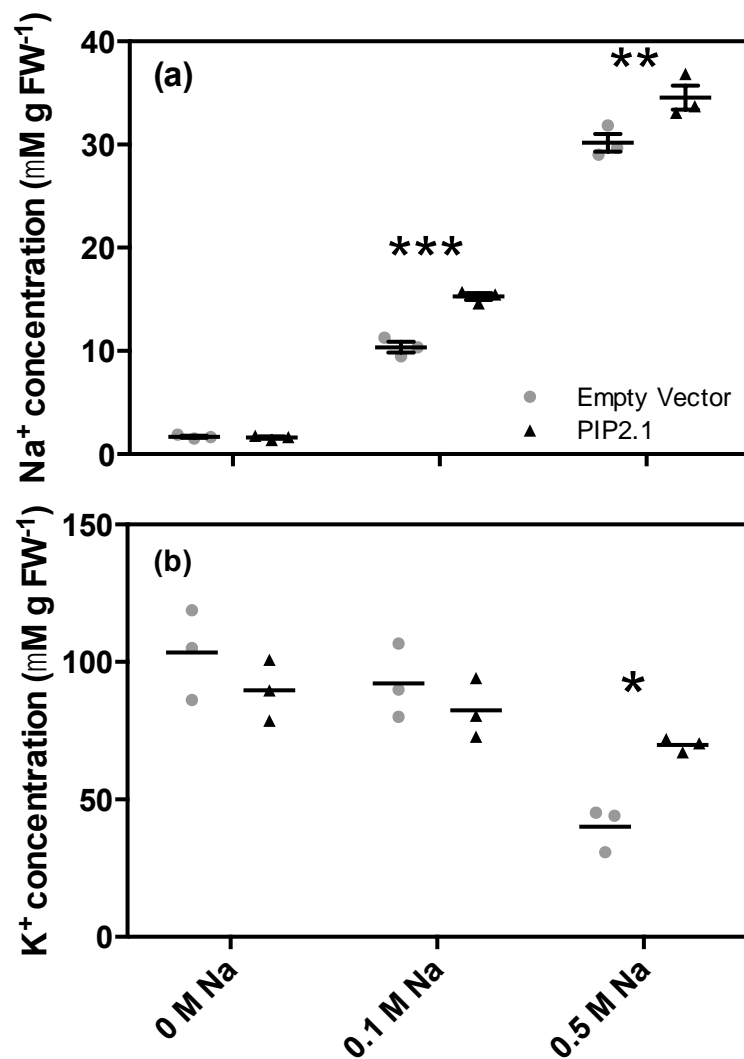 Na⁺ concentration (mM g FW⁻¹)
40
30
20
10
0
(a)
***
**
Empty Vector
PIP2.1
K⁺ concentration (mM g FW⁻¹)
150
100
50
0
(b)
*
0 M Na
0.1 M Na
0.5 M Na